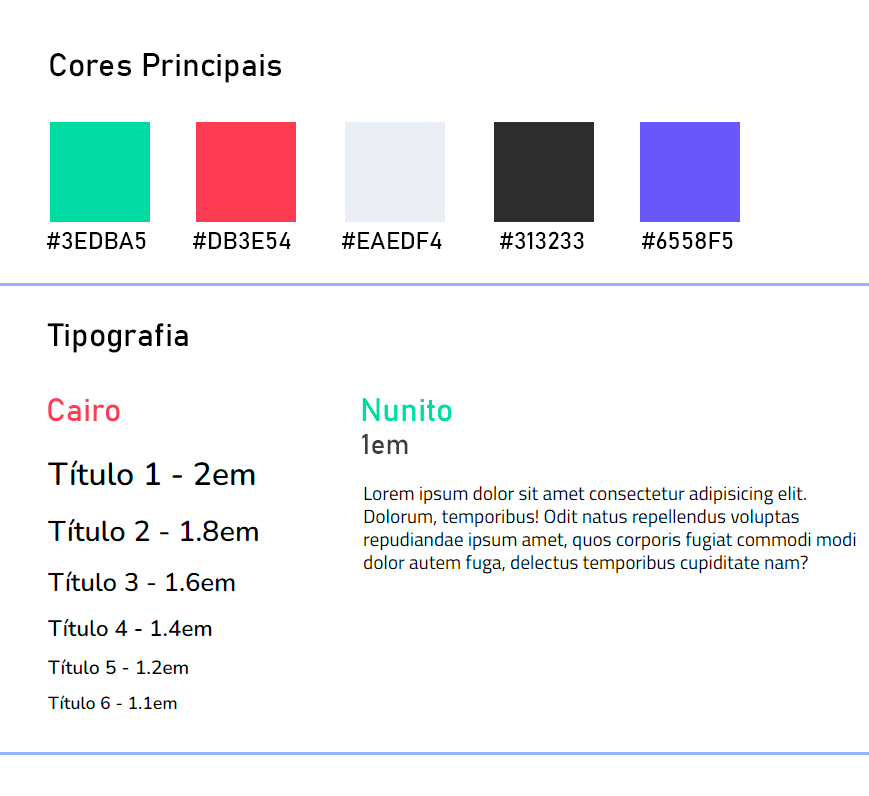 Cores Principais
#3EDBA5 #DB3E54 #EAEDF4 #313233 #6558F5
Tipografia
Cairo
Título 1 - 2em
Título 2 - 1.8em
Título 3 - 1.6em
Título 4 - 1.4em
Título 5 - 1.2em
Título 6 - 1.1em
Nunito
1em
Lorem ipsum dolor sit amet consectetur adipisicing elit.
Dolorum, temporibus! Odit natus repellendus voluptas
repudiandae ipsum amet, quos corporis fugiat commodi modi
dolor autem fuga, delectus temporibus cupiditate nam?